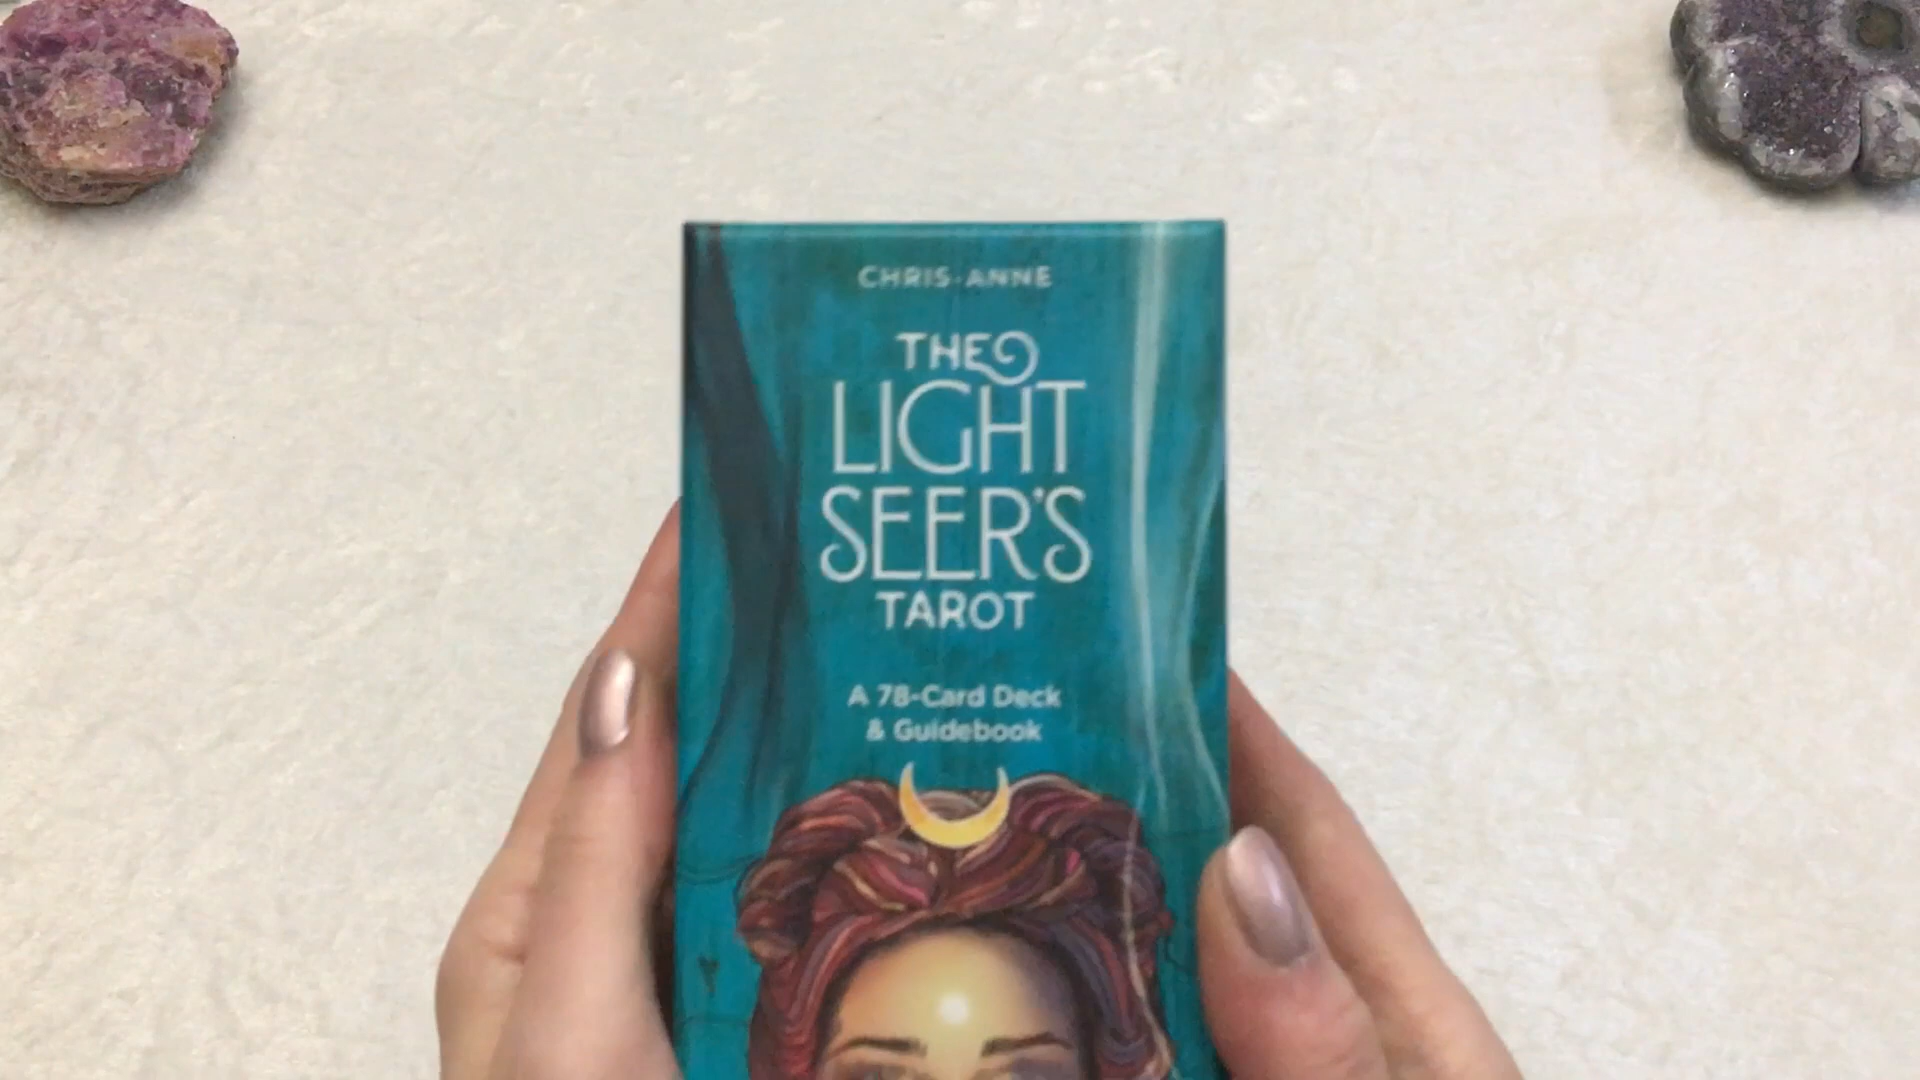 CHRIS-ANNE
THE
LIGHT
SEER'S
TAROT
A 78-Card Deck
& Guidebook